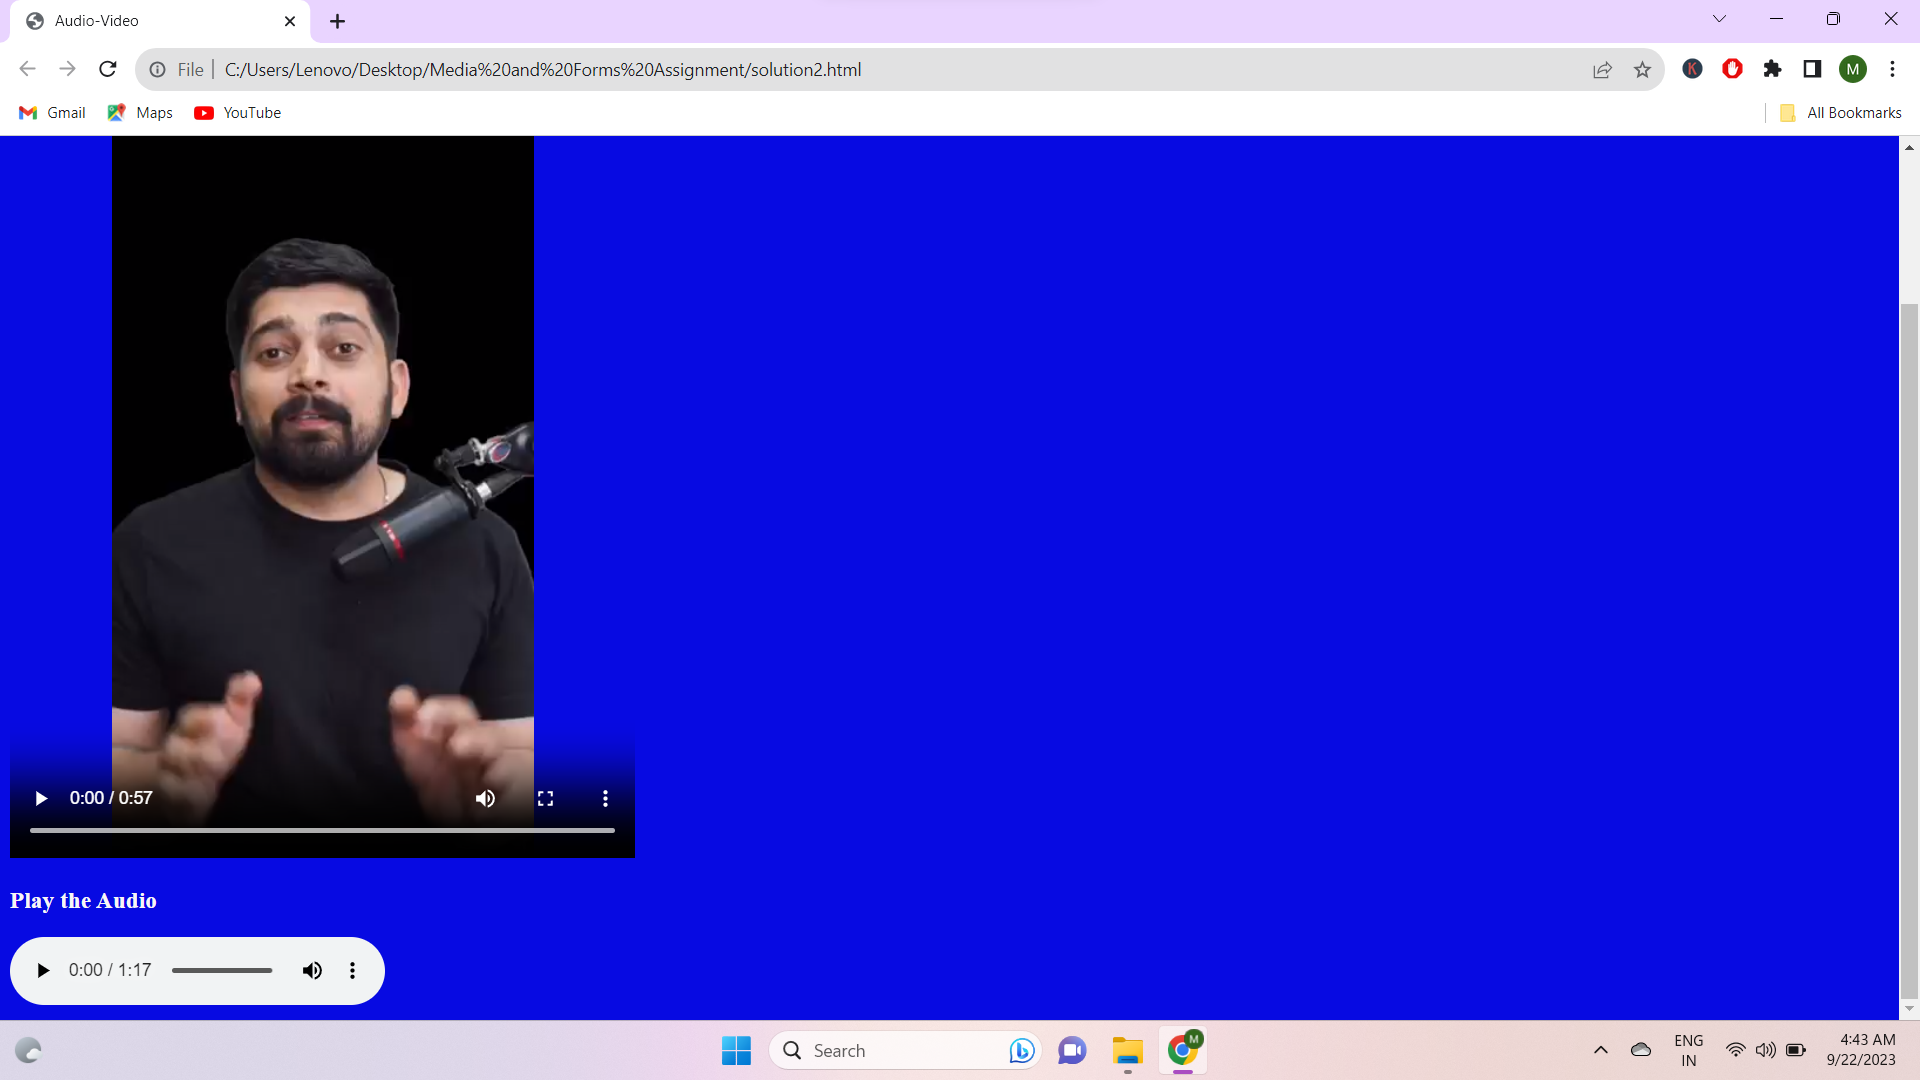 Audio-Video
File
C:/Users/Lenovo/Desktop/Media%20and%20Forms%20Assignment/solution2.html
K
M
Gmail
Maps
YouTube
All Bookmarks
0:00 / 0:57
Play the Audio
0:00 / 1:17
Search
M
ENG
IN
4:43 AM
9/22/2023